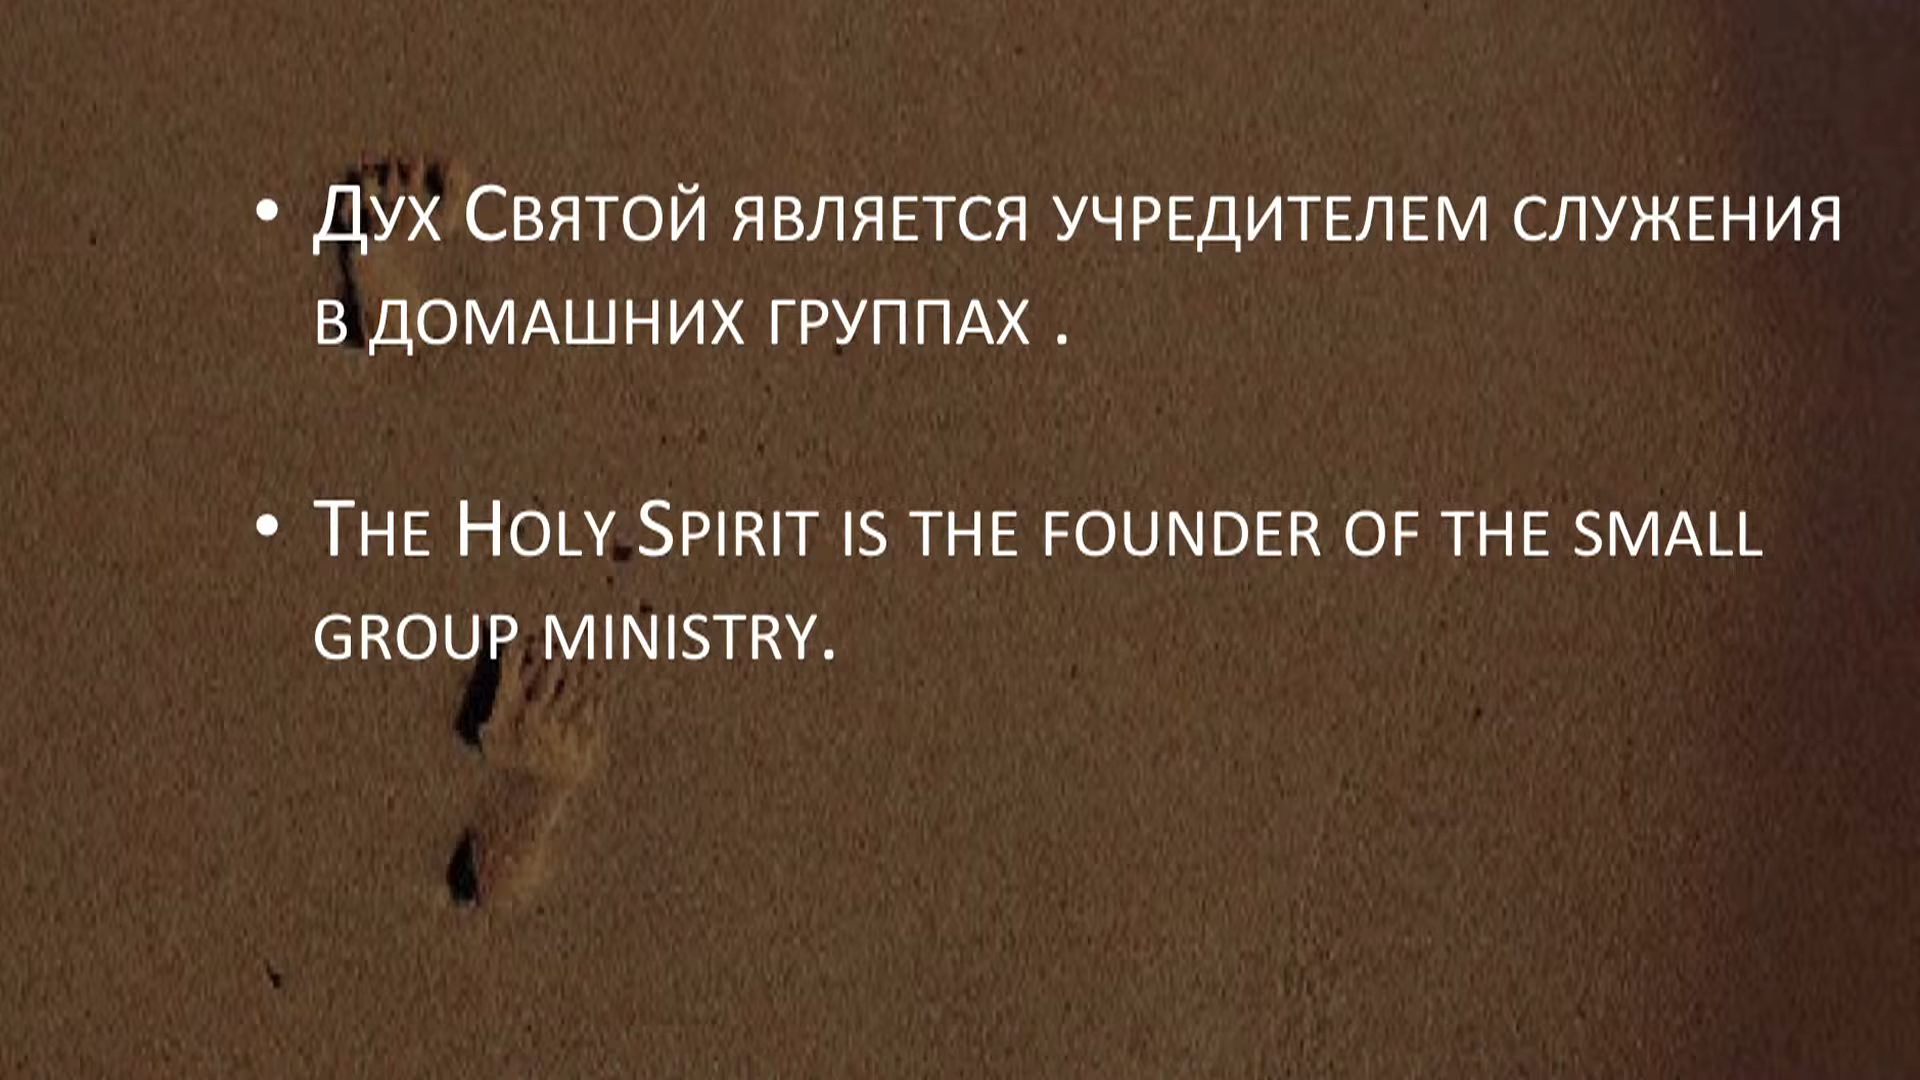 • Дух Святой является учредителем служения
в домашних группах .
• The Holy Spirit is the founder of the small
group ministry.